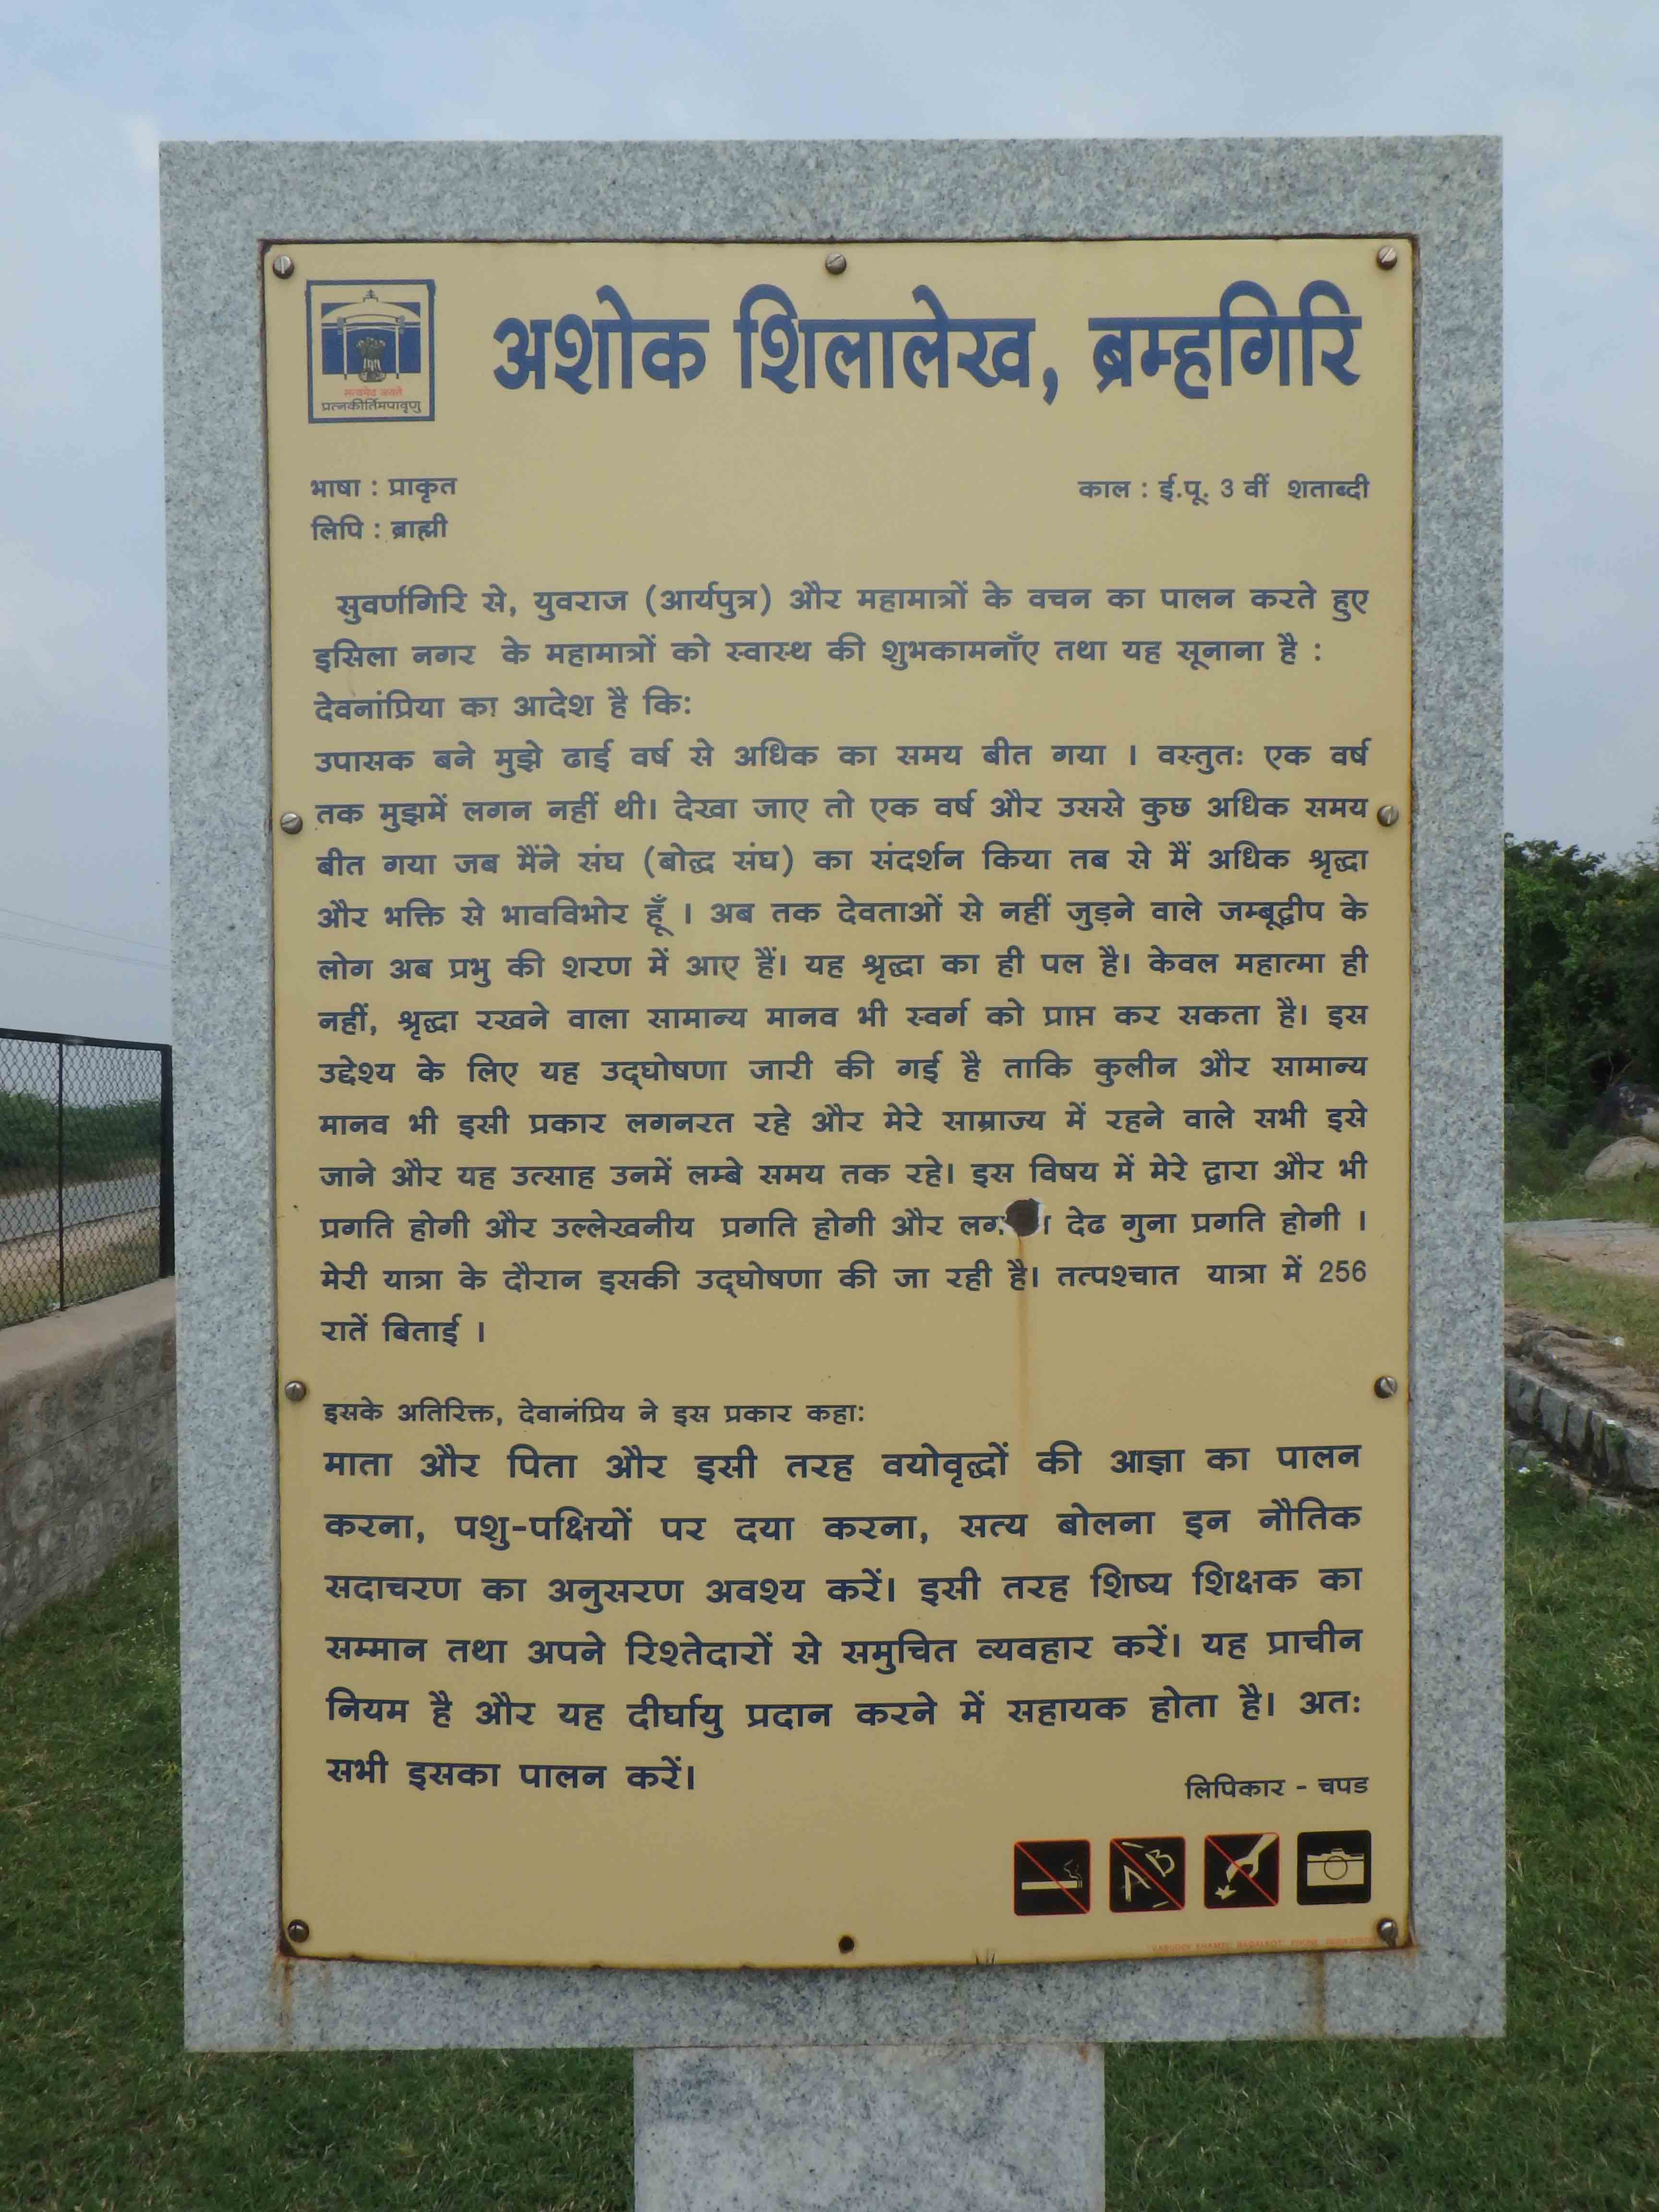 अशोक शिलालेख, ब्रम्हगिरि
सत्यमेव जयते
प्रत्नकीर्तिमपावृणु
भाषा : प्राकृत
काल : ई.पू. 3 वीं शताब्दी
लिपि : ब्राह्मी
सुवर्णगिरि से, युवराज (आर्यपुत्र) और महामात्रों के वचन का पालन करते हुए
इसिला नगर के महामात्रों को स्वास्थ की शुभकामनाँए तथा यह सूनाना है :
देवनांप्रिया का आदेश है कि:
उपासक बने मुझे ढाई वर्ष से अधिक का समय बीत गया । वस्तुतः एक वर्ष
तक मुझमें लगन नहीं थी। देखा जाए तो एक वर्ष और उससे कुछ अधिक समय
बीत गया जब मैंने संघ (बोद्ध संघ) का संदर्शन किया तब से मैं अधिक श्रृद्धा
और भक्ति से भावविभोर हूँ । अब तक देवताओं से नहीं जुड़ने वाले जम्बूद्वीप के
लोग अब प्रभु की शरण में आए हैं। यह श्रृद्धा का ही पल है। केवल महात्मा ही
नहीं, श्रृद्धा रखने वाला सामान्य मानव भी स्वर्ग को प्राप्त कर सकता है। इस
उद्देश्य के लिए यह उद्घोषणा जारी की गई है ताकि कुलीन और सामान्य
मानव भी इसी प्रकार लगनरत रहे और मेरे साम्राज्य में रहने वाले सभी इसे
जाने और यह उत्साह उनमें लम्बे समय तक रहे। इस विषय में मेरे द्वारा और भी
प्रगति होगी और उल्लेखनीय प्रगति होगी और देढ गुना प्रगति होगी ।
मेरी यात्रा के दौरान इसकी उद्घोषणा की जा रही है। तत्पश्चात यात्रा में 256
रातें बिताई ।
इसके अतिरिक्त, देवानंप्रिय ने इस प्रकार कहा:
माता और पिता और इसी तरह वयोवृद्धों की आज्ञा का पालन
करना, पशु-पक्षियों पर दया करना, सत्य बोलना इन नौतिक
सदाचरण का अनुसरण अवश्य करें। इसी तरह शिष्य शिक्षक का
सम्मान तथा अपने रिश्तेदारों से समुचित व्यवहार करें। यह प्राचीन
नियम है और यह दीर्घायु प्रदान करने में सहायक होता है। अतः
सभी इसका पालन करें।
लिपिकार - चपड
A B